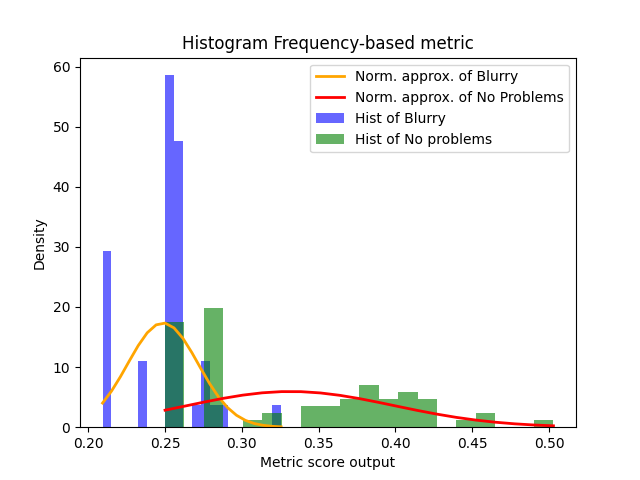 Histogram Frequency-based metric
Norm. approx. of Blurry
Norm. approx. of No Problems
Hist of Blurry
Hist of No problems
60
50
40
30
20
10
0
Density
0.20 0.25 0.30 0.35 0.40 0.45 0.50
Metric score output